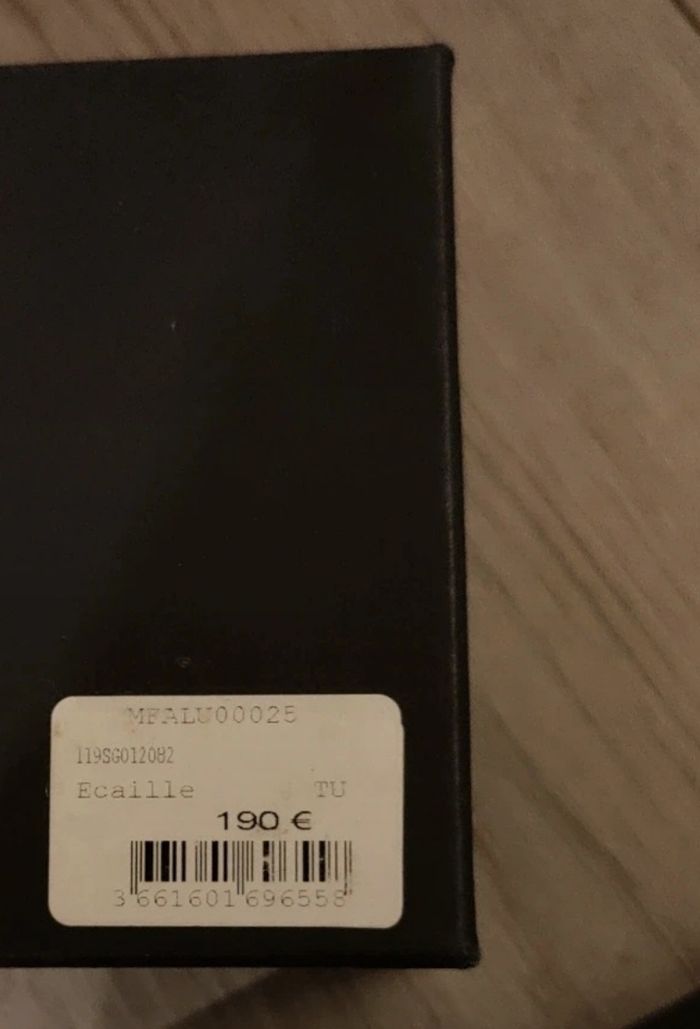 MFALU00025
119SG012082
Ecaille TU
190 €
3 661601 696558